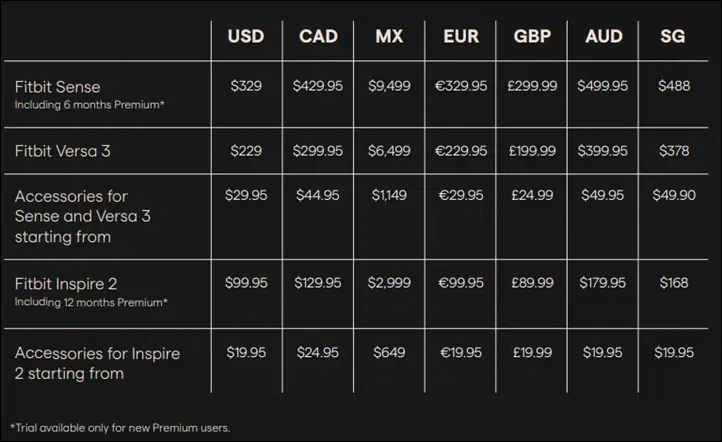 USD CAD MX EUR GBP AUD SG
Fitbit Sense $329 $429.95 $9,499 €329.95 £299.99 $499.95 $488
Including 6 months Premium*
Fitbit Versa 3 $229 $299.95 $6,499 €229.95 £199.99 $399.95 $378
Accessories for $29.95 $44.95 $1,149 €29.95 £24.99 $49.95 $49.90
Sense and Versa 3
starting from
Fitbit Inspire 2 $99.95 $129.95 $2,999 €99.95 £89.99 $179.95 $168
Including 12 months Premium*
Accessories for Inspire $19.95 $24.95 $649 €19.95 £19.99 $19.95 $19.95
2 starting from
*Trial available only for new Premium users.